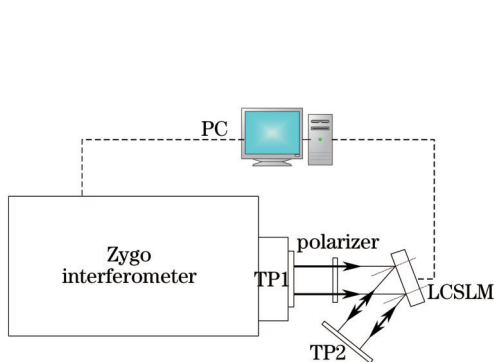 PC
Zygo
interferometer
TP1
polarizer
LCSLM
TP2